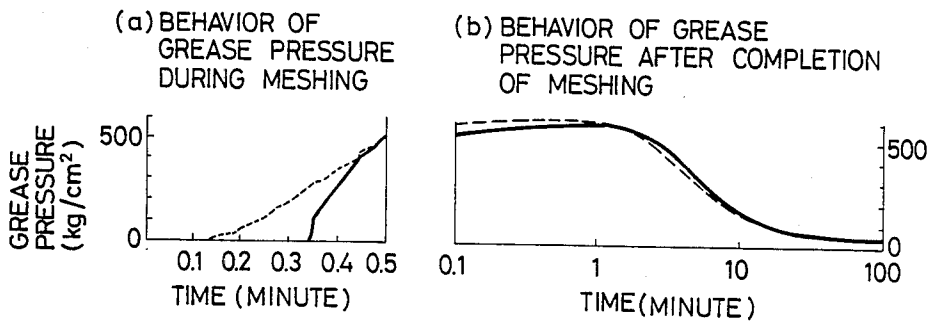 (a) BEHAVIOR OF
GREASE PRESSURE
DURING MESHING
(b) BEHAVIOR OF GREASE
PRESSURE AFTER COMPLETION
OF MESHING
GREASE
PRESSURE
(kg/cm²)
500
0
0.1 0.2 0.3 0.4 0.5
TIME (MINUTE)
500
0
0.1 1 10 100
TIME (MINUTE)